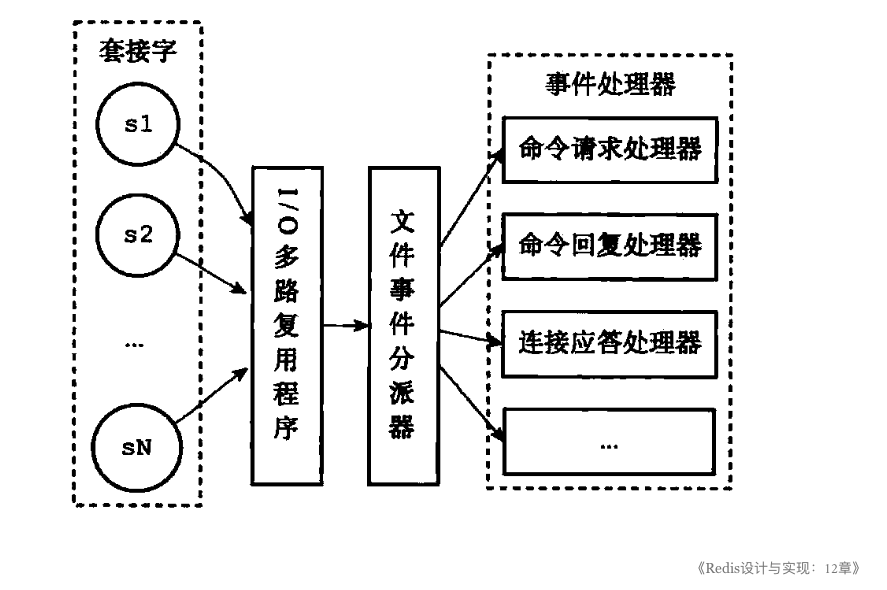 套接字
s1
s2
...
sN
I/O多路复用程序
文件事件分派器
事件处理器
命令请求处理器
命令回复处理器
连接应答处理器
...
《Redis设计与实现：12章》